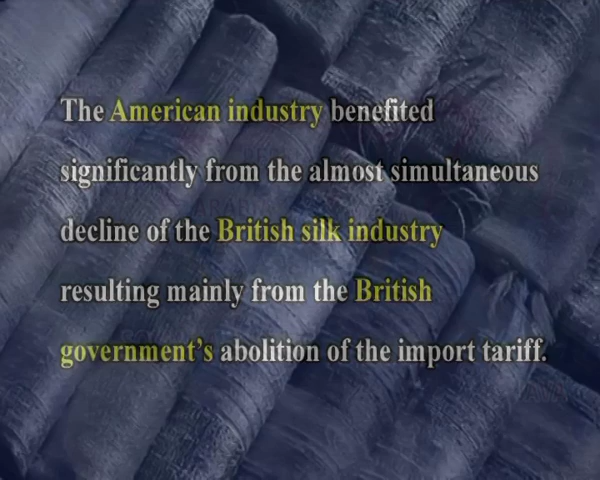 The American industry benefited
significantly from the almost simultaneous
decline of the British silk industry
resulting mainly from the British
government's abolition of the import tariff.